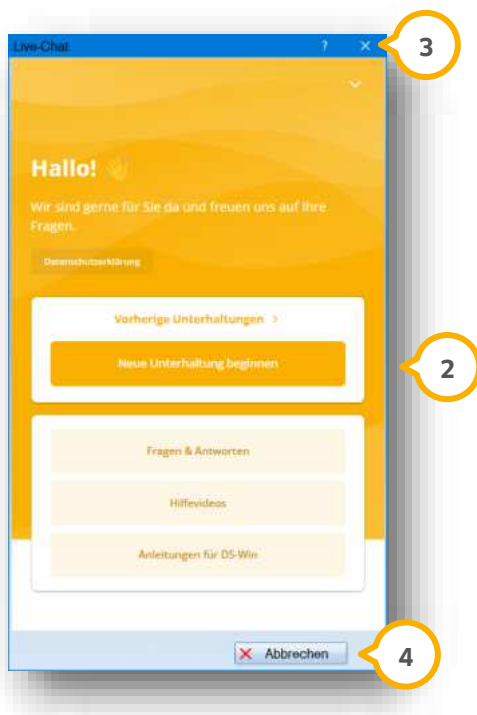 Live-Chat ? ×
3
Hallo! 👋
Wir sind gerne für Sie da und freuen uns auf Ihre
Fragen.
Datenschutzerklärung
Vorherige Unterhaltungen >
2
Neue Unterhaltung beginnen
Fragen & Antworten
Hilfevideos
Anleitungen für DS-Win
Abbrechen
4